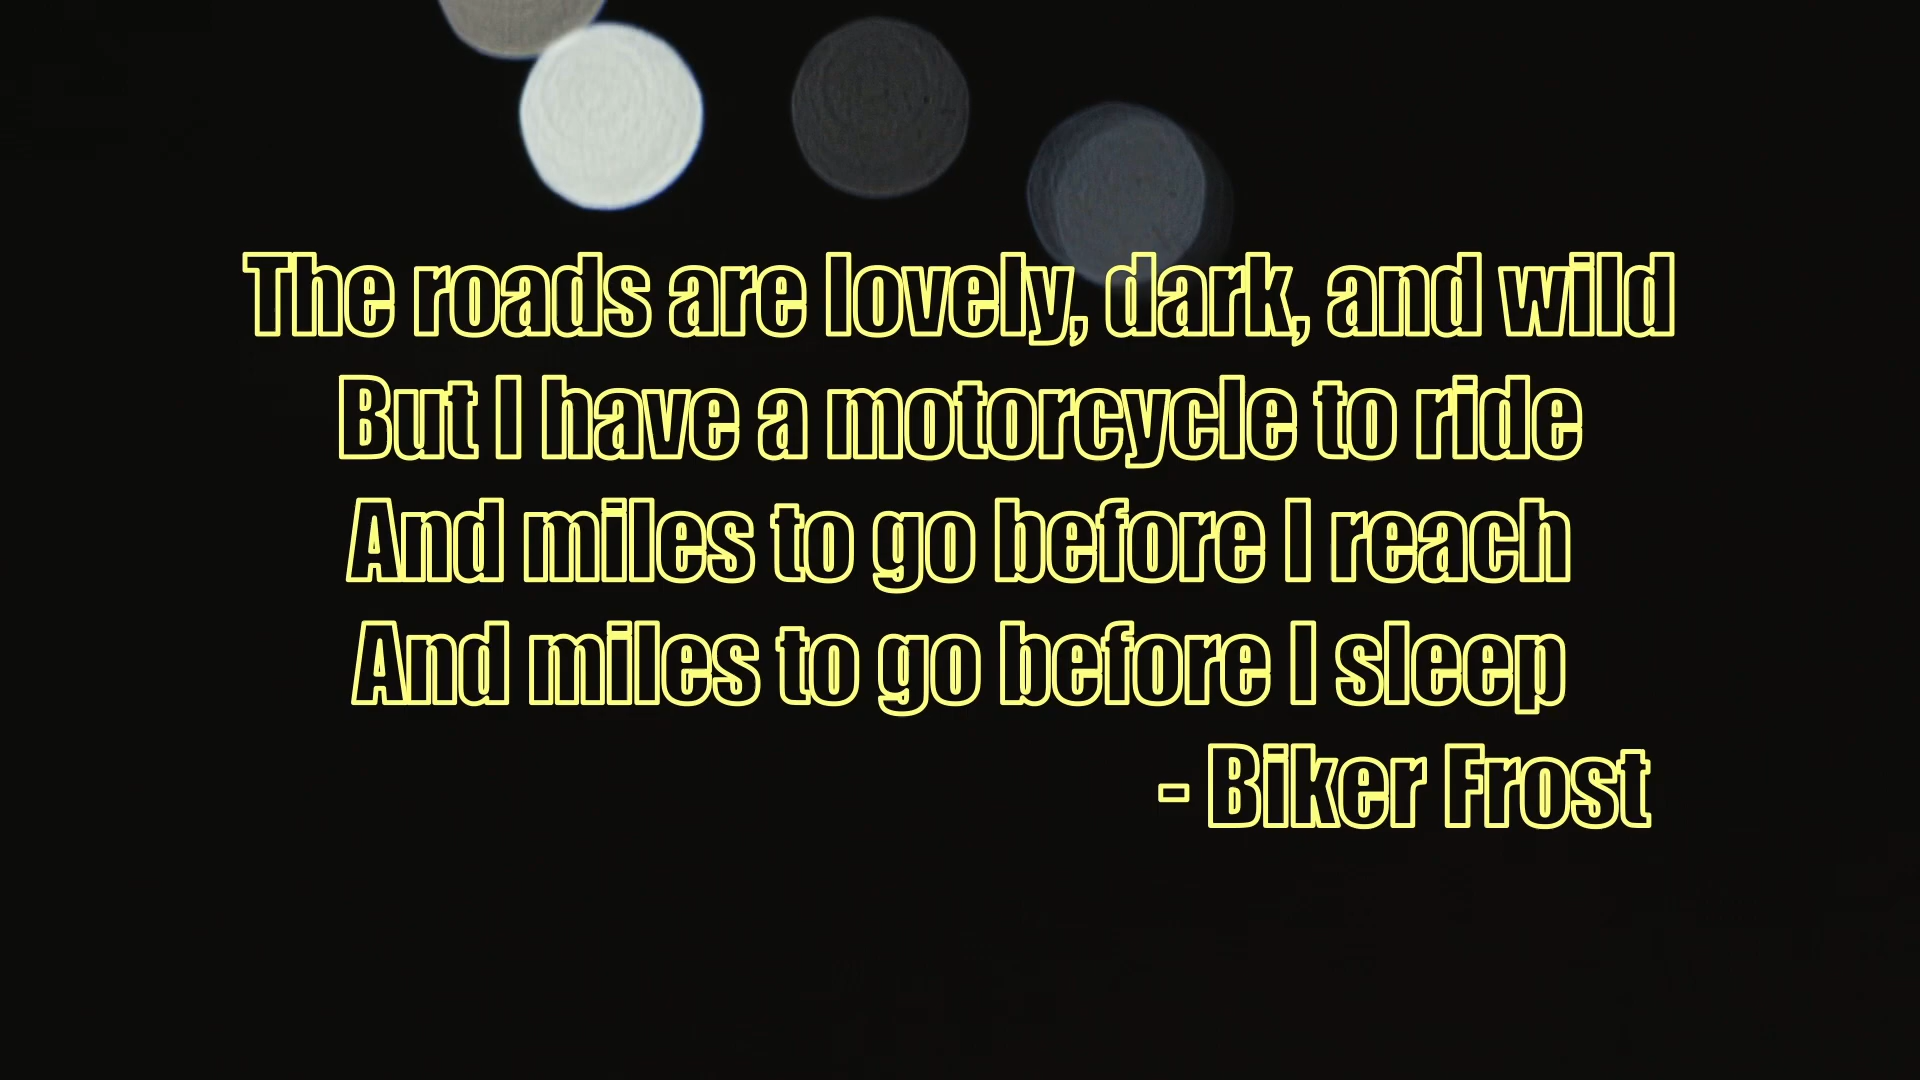 The roads are lovely, dark, and wild
But I have a motorcycle to ride
And miles to go before I reach
And miles to go before I sleep
- Biker Frost